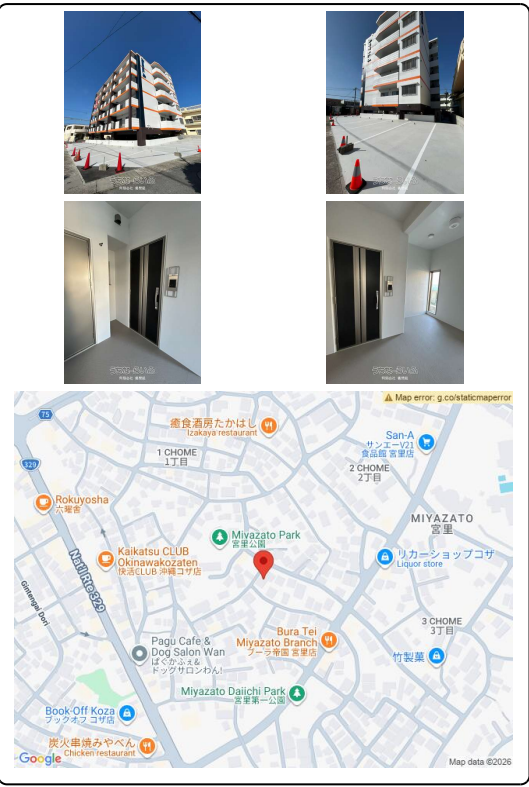 Map error: g.co/staticmaperror
75
癒食酒房たかはし
Izakaya restaurant
San-A
サンエーV21
食品館 宮里店
1 CHOME
1丁目
329
2 CHOME
2丁目
Rokuyosha
六曜舎
MIYAZATO
宮里
Miyazato Park
宮里公園
Kaikatsu CLUB
Okinawakozaten
快活CLUB 沖縄コザ店
リカーショップコザ
Liquor store
Nat'l Rte 329
Gintengai Dori
3 CHOME
3丁目
Bura Tei
Miyazato Branch
ブーラ帝国 宮里店
Pagu Cafe &
Dog Salon Wan
ぱぐかふぇ&
ドッグサロンわん!
竹製菓
Miyazato Daiichi Park
宮里第一公園
Book-Off Koza
ブックオフ コザ店
炭火串焼みやべん
Chicken restaurant
Google
Map data ©2026